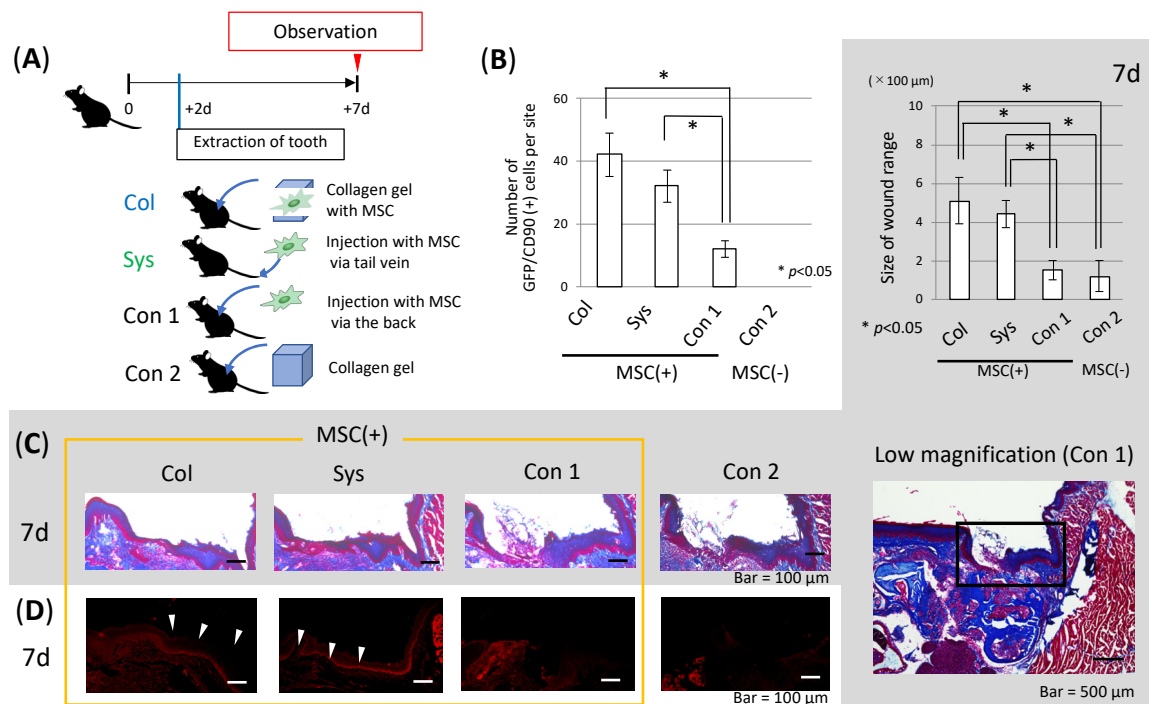 (A)
Observation
0
+2d
+7d
Extraction of tooth
Col
Collagen gel
with MSC
Sys
Injection with MSC
via tail vein
Con 1
Injection with MSC
via the back
Con 2
Collagen gel
(B)
Number of
GFP/CD90 (+) cells per site
60
40
20
0
*
*
* p<0.05
Col
Sys
Con 1
Con 2
MSC(+)
MSC(-)
7d
(×100 μm)
Size of wound range
10
8
6
4
2
0
*
*
*
*
* p<0.05
Col
Sys
Con 1
Con 2
MSC(+)
MSC(-)
(C)
MSC(+)
Col
Sys
Con 1
Con 2
7d
Bar = 100 μm
(D)
7d
Bar = 100 μm
Low magnification (Con 1)
Bar = 500 μm